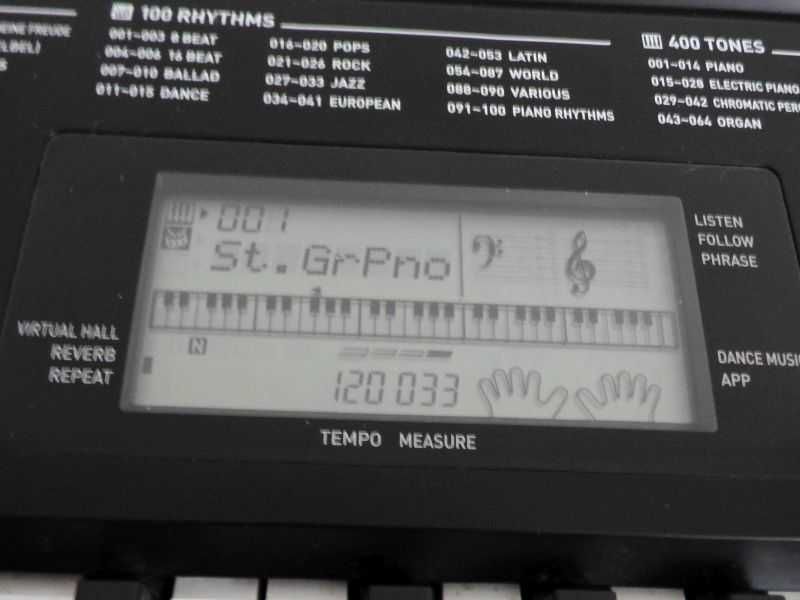 100 RHYTHMS
001-003 8 BEAT
004-006 16 BEAT
007-010 BALLAD
011-015 DANCE
016-020 POPS
021-026 ROCK
027-033 JAZZ
034-041 EUROPEAN
042-053 LATIN
054-087 WORLD
088-090 VARIOUS
091-100 PIANO RHYTHMS
400 TONES
001-014 PIANO
015-028 ELECTRIC PIANO
029-042 CHROMATIC PER
043-064 ORGAN
001
St.GrPno
N
120 033
TEMPO MEASURE
VIRTUAL HALL
REVERB
REPEAT
LISTEN
FOLLOW
PHRASE
DANCE MUSIC
APP